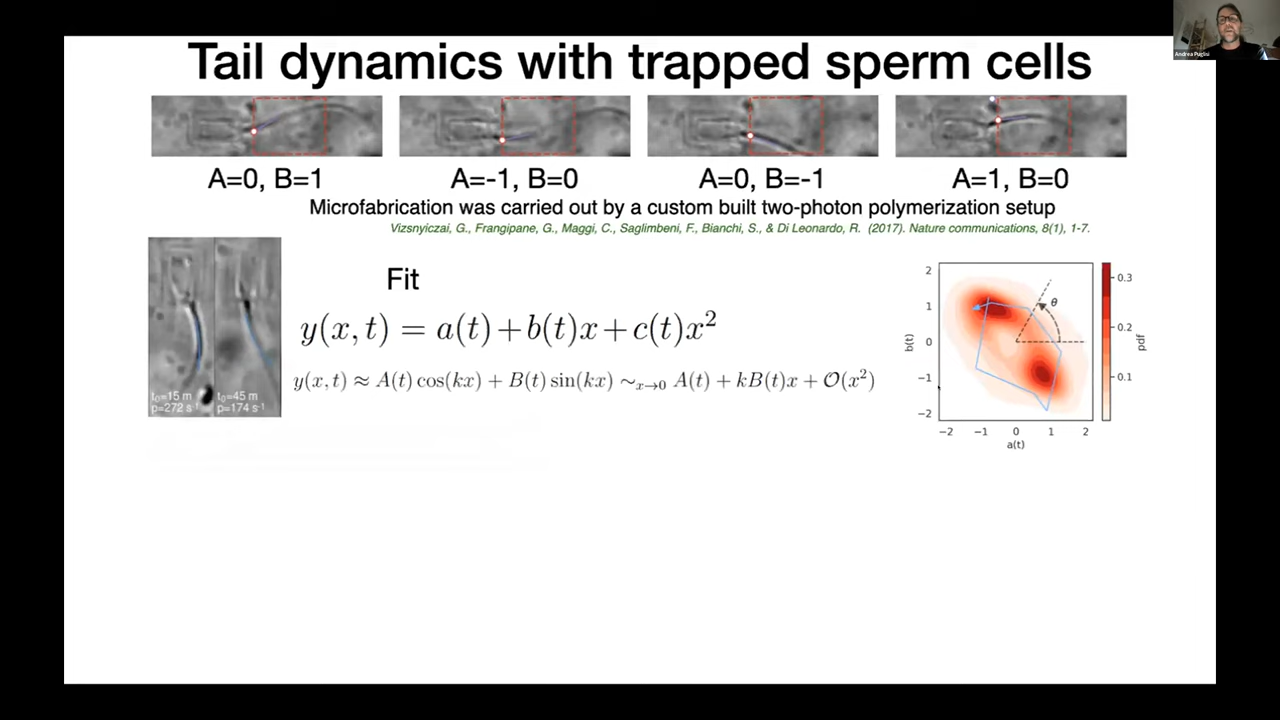 Andrea Puglisi
Tail dynamics with trapped sperm cells
A=0, B=1
A=-1, B=0
A=0, B=-1
A=1, B=0
Microfabrication was carried out by a custom built two-photon polymerization setup
Vizsnyiczai, G., Frangipane, G., Maggi, C., Saglimbeni, F., Bianchi, S., & Di Leonardo, R. (2017). Nature communications, 8(1), 1-7.
Fit
y(x, t) = a(t) + b(t)x + c(t)x²
y(x, t) ≈ A(t) cos(kx) + B(t) sin(kx) ∼ₓ→₀ A(t) + kB(t)x + O(x²)
t₀=15 m
p=272 s⁻¹
t₀=45 m
p=174 s⁻¹
2
1
0
−1
−2
b(t)
θ
−2 −1 0 1 2
a(t)
0.3
0.2
0.1
pdf